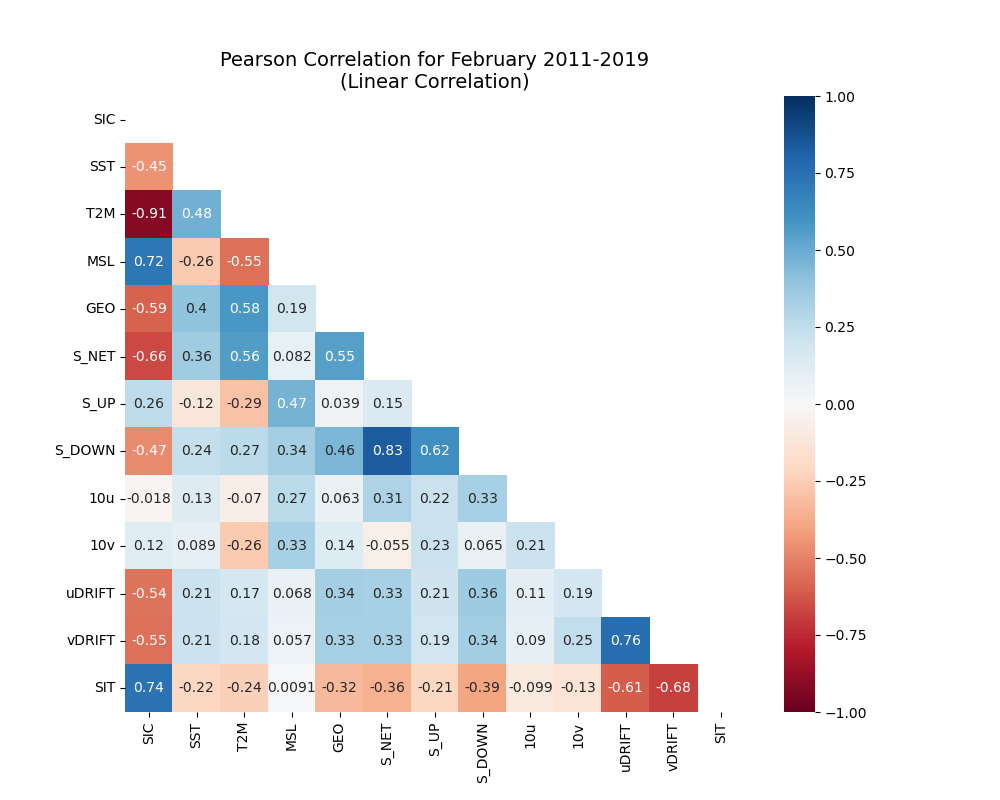 Pearson Correlation for February 2011-2019
(Linear Correlation)
SIC
SST -0.45
T2M -0.91 0.48
MSL 0.72 -0.26 -0.55
GEO -0.59 0.4 0.58 0.19
S_NET -0.66 0.36 0.56 0.082 0.55
S_UP 0.26 -0.12 -0.29 0.47 0.039 0.15
S_DOWN -0.47 0.24 0.27 0.34 0.46 0.83 0.62
10u -0.018 0.13 -0.07 0.27 0.063 0.31 0.22 0.33
10v 0.12 0.089 -0.26 0.33 0.14 -0.055 0.23 0.065 0.21
uDRIFT -0.54 0.21 0.17 0.068 0.34 0.33 0.21 0.36 0.11 0.19
vDRIFT -0.55 0.21 0.18 0.057 0.33 0.33 0.19 0.34 0.09 0.25 0.76
SIT 0.74 -0.22 -0.24 0.0091 -0.32 -0.36 -0.21 -0.39 -0.099 -0.13 -0.61 -0.68
SIC SST T2M MSL GEO S_NET S_UP S_DOWN 10u 10v uDRIFT vDRIFT SIT
1.00
0.75
0.50
0.25
0.00
−0.25
−0.50
−0.75
−1.00